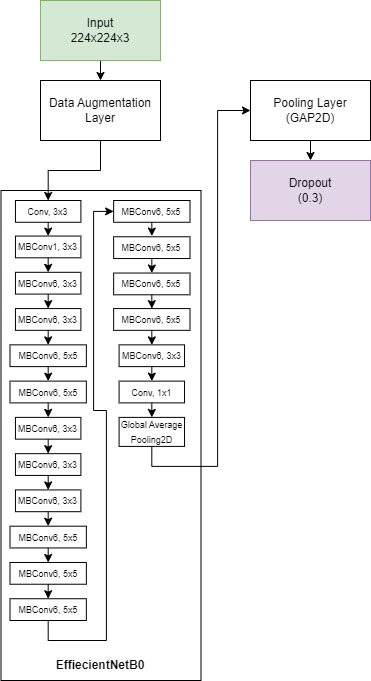 Input
224x224x3
Data Augmentation
Layer
Conv, 3x3
MBConv1, 3x3
MBConv6, 3x3
MBConv6, 3x3
MBConv6, 5x5
MBConv6, 5x5
MBConv6, 3x3
MBConv6, 3x3
MBConv6, 3x3
MBConv6, 5x5
MBConv6, 5x5
MBConv6, 5x5
MBConv6, 5x5
MBConv6, 5x5
MBConv6, 5x5
MBConv6, 5x5
MBConv6, 3x3
Conv, 1x1
Global Average
Pooling2D
EffiecientNetB0
Pooling Layer
(GAP2D)
Dropout
(0.3)